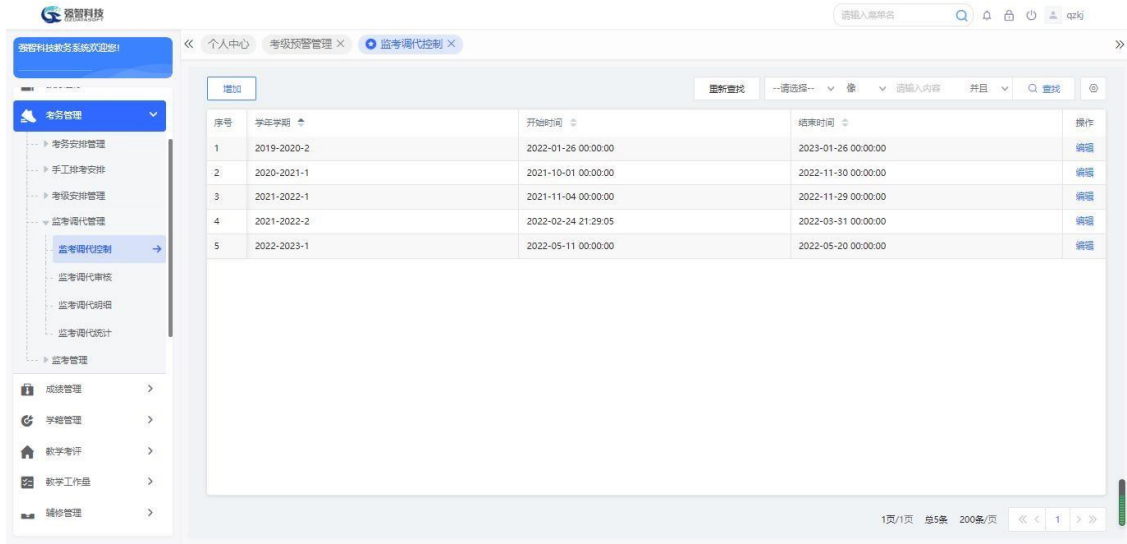 强智科技
QZDATASOFT
请输入菜单名
qzkj
强智科技教务系统欢迎您!
个人中心 考级预警管理 监考调代控制
考务管理
考务安排管理
手工排考安排
考级安排管理
监考调代管理
监考调代控制
监考调代审核
监考调代明细
监考调代统计
监考管理
成绩管理
学籍管理
教学考评
教学工作量
辅修管理
增加 重新查找 --请选择-- 像 请输入内容 并且 查找
序号 学年学期 开始时间 结束时间 操作
1 2019-2020-2 2022-01-26 00:00:00 2023-01-26 00:00:00 编辑
2 2020-2021-1 2021-10-01 00:00:00 2022-11-30 00:00:00 编辑
3 2021-2022-1 2021-11-04 00:00:00 2022-11-29 00:00:00 编辑
4 2021-2022-2 2022-02-24 21:29:05 2022-03-31 00:00:00 编辑
5 2022-2023-1 2022-05-11 00:00:00 2022-05-20 00:00:00 编辑
1页/1页 总5条 200条/页 1